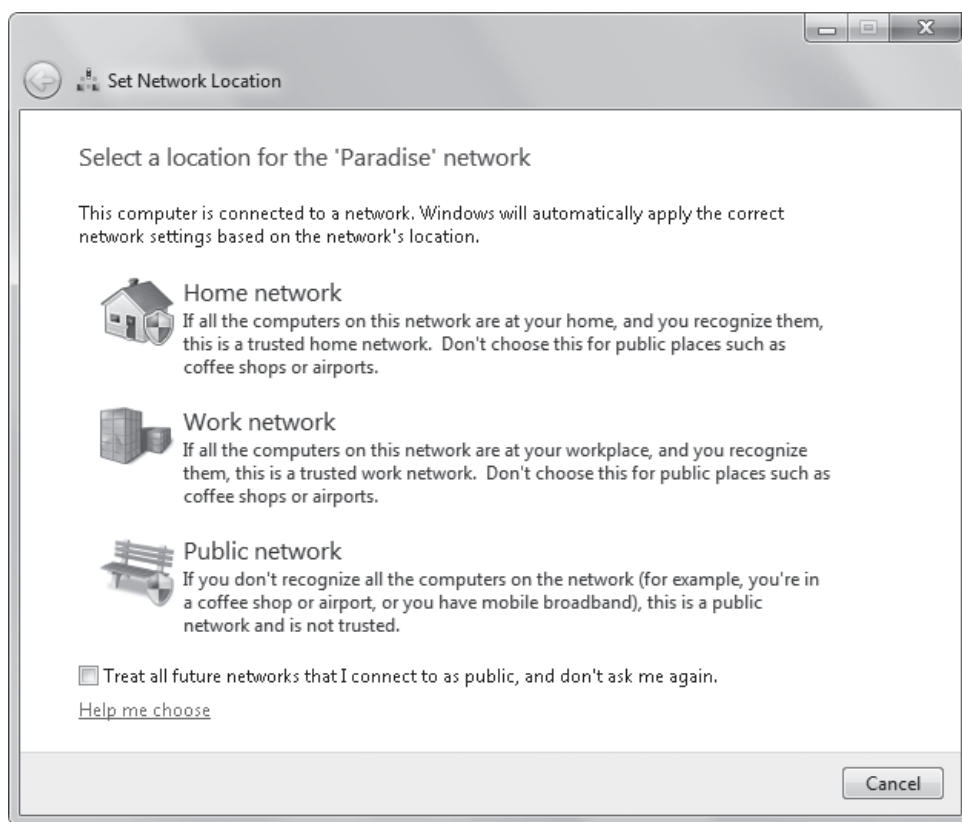 Set Network Location
Select a location for the 'Paradise' network
This computer is connected to a network. Windows will automatically apply the correct
network settings based on the network's location.
Home network
If all the computers on this network are at your home, and you recognize them,
this is a trusted home network.  Don't choose this for public places such as
coffee shops or airports.
Work network
If all the computers on this network are at your workplace, and you recognize
them, this is a trusted work network.  Don't choose this for public places such as
coffee shops or airports.
Public network
If you don't recognize all the computers on the network (for example, you're in
a coffee shop or airport, or you have mobile broadband), this is a public
network and is not trusted.
Treat all future networks that I connect to as public, and don't ask me again.
Help me choose
Cancel